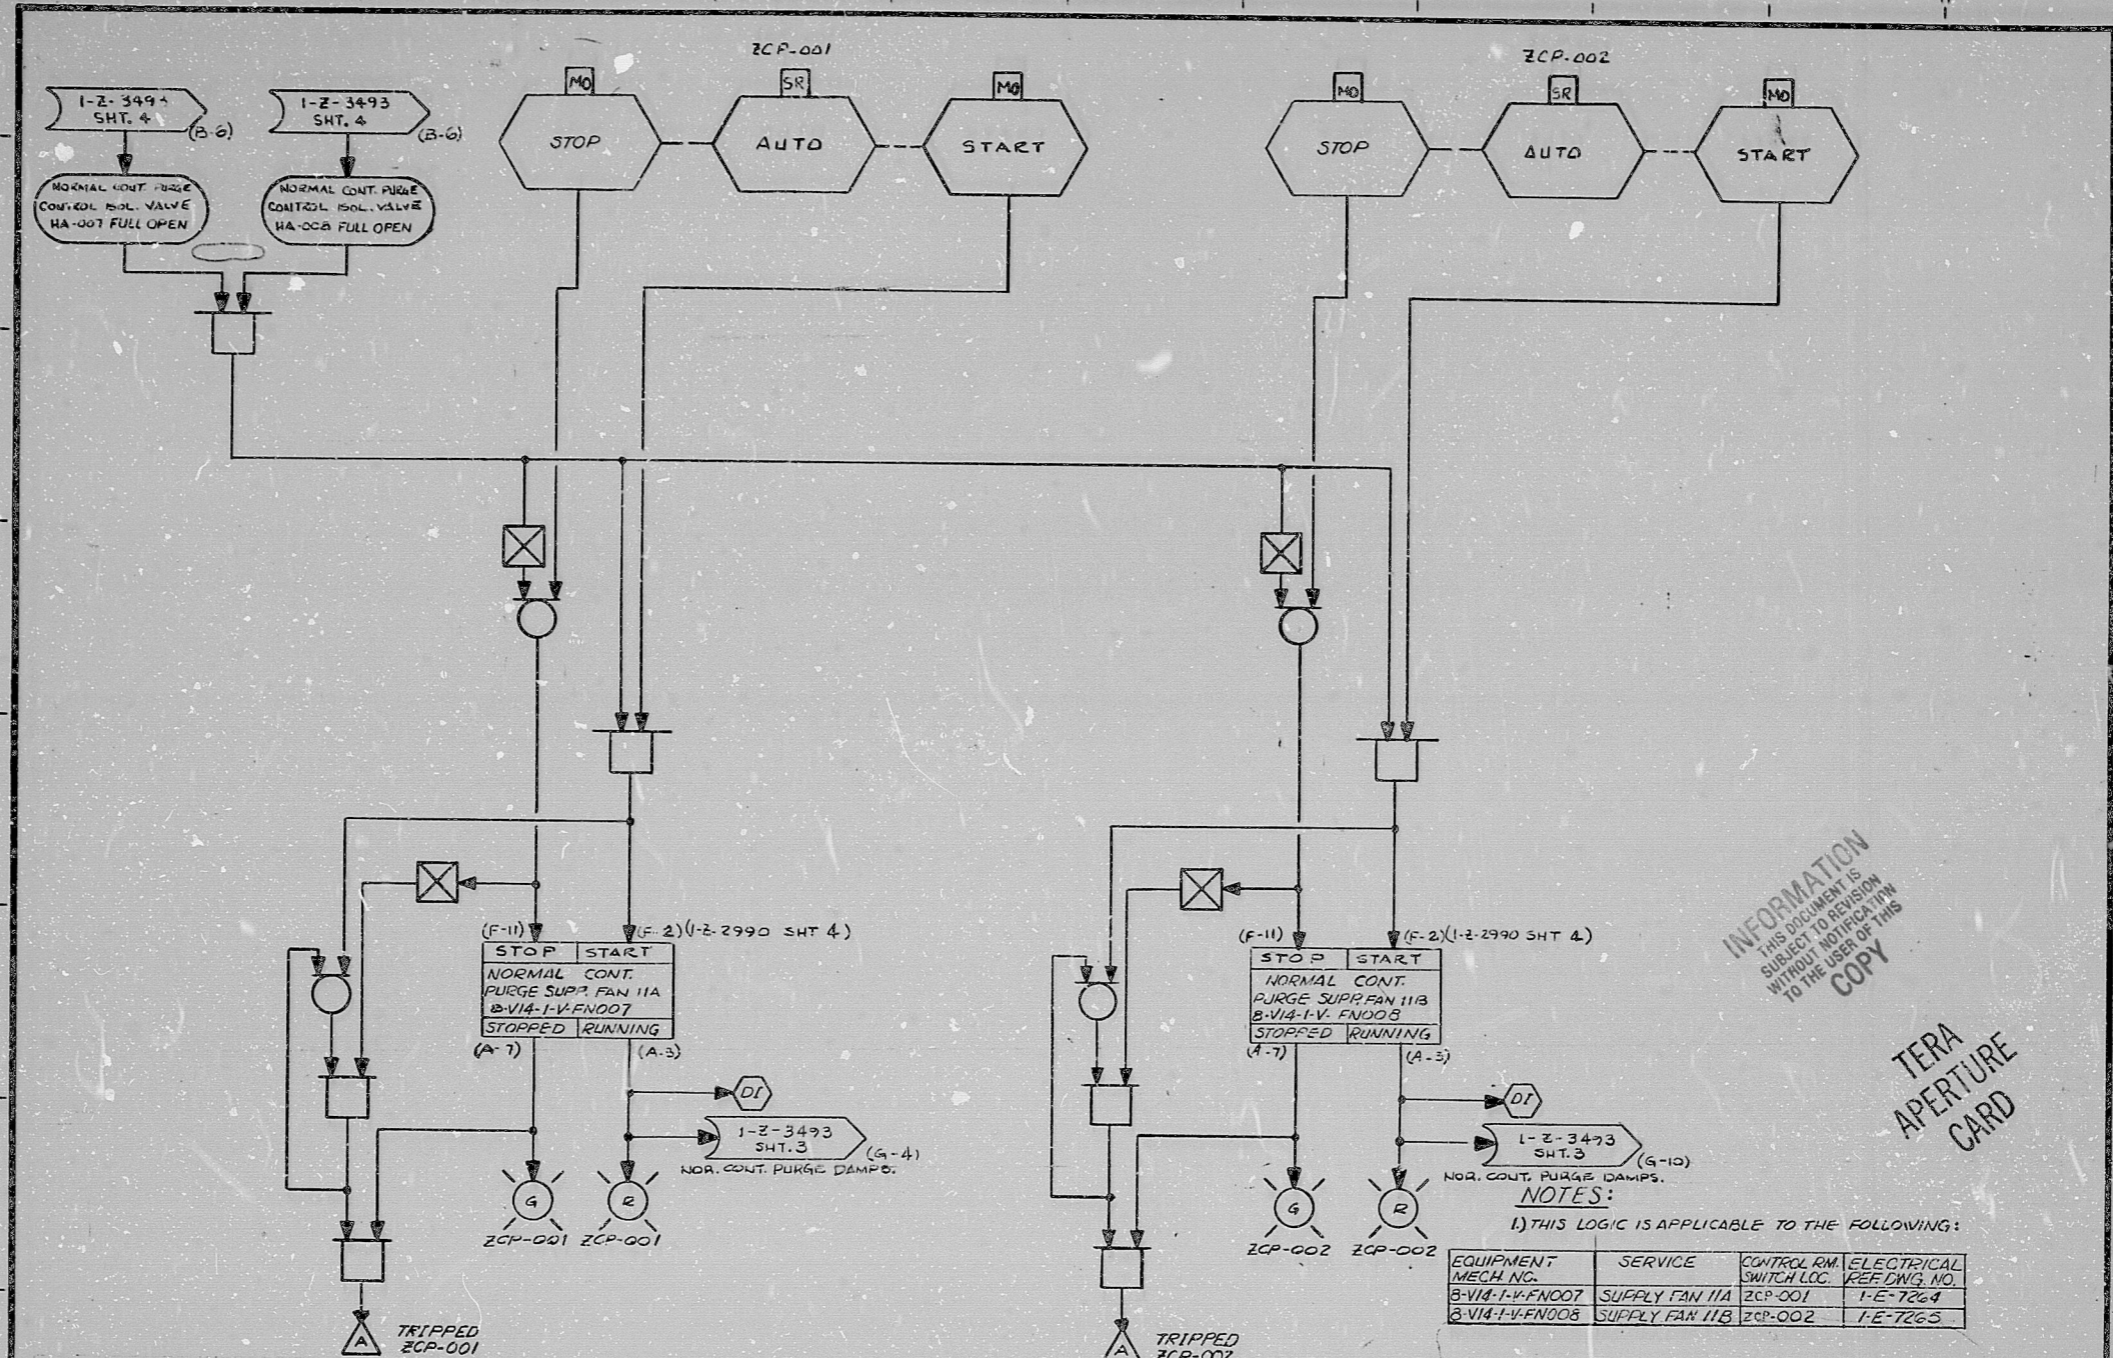 ZCP-001
ZCP-002
MO
SR
MO
MO
SR
MO
1-Z-3493
SHT. 4
(B-6)
1-Z-3493
SHT. 4
(B-6)
STOP
AUTO
START
STOP
AUTO
START
NORMAL CONT. PURGE
CONTROL ISOL. VALVE
HA-007 FULL OPEN
NORMAL CONT. PURGE
CONTROL ISOL. VALVE
HA-008 FULL OPEN
(F-11)
(F-2)(1-Z-2990 SHT 4)
STOP
START
NORMAL CONT.
PURGE SUPP. FAN 11A
8-V14-1-V-FN007
STOPPED
RUNNING
(A-7)
(A-3)
DI
1-Z-3493
SHT.3
(G-4)
NOR. CONT. PURGE DAMPS.
G
R
ZCP-001
ZCP-001
A
TRIPPED
ZCP-001
(F-11)
(F-2)(1-Z-2990 SHT 4)
STOP
START
NORMAL CONT.
PURGE SUPP. FAN 11B
8-V14-1-V-FN008
STOPPED
RUNNING
(A-7)
(A-3)
DI
1-Z-3493
SHT.3
(G-10)
NOR. CONT. PURGE DAMPS.
G
R
ZCP-002
ZCP-002
A
TRIPPED
ZCP-002
INFORMATION
THIS DOCUMENT IS
SUBJECT TO REVISION
WITHOUT NOTIFICATION
TO THE USER OF THIS
COPY
TERA
APERTURE
CARD
NOTES:
1.) THIS LOGIC IS APPLICABLE TO THE FOLLOWING:
EQUIPMENT MECH NO. SERVICE CONTROL RM. SWITCH LOC. ELECTRICAL REF. DWG. NO.
8-V14-1-V-FN007 SUPPLY FAN 11A ZCP-001 1-E-7264
8-V14-1-V-FN008 SUPPLY FAN 11B ZCP-002 1-E-7265